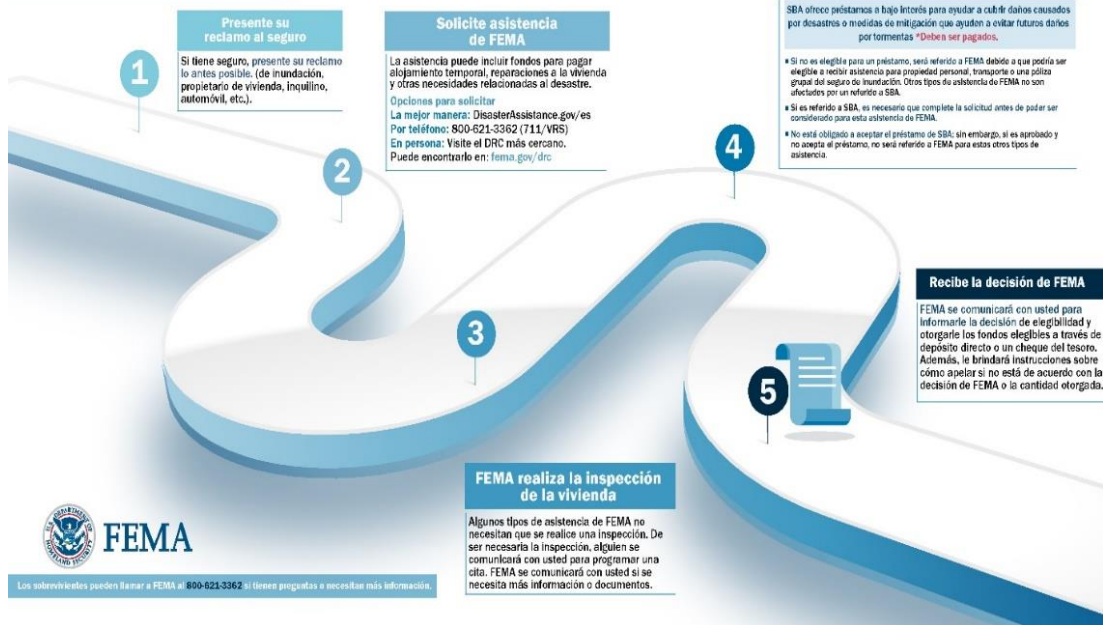 1
Presente su
reclamo al seguro
Si tiene seguro, presente su reclamo
lo antes posible. (de inundación,
propietario de vivienda, inquilino,
automóvil, etc.).
2
Solicite asistencia
de FEMA
La asistencia puede incluir fondos para pagar
alojamiento temporal, reparaciones a la vivienda
y otras necesidades relacionadas al desastre.
Opciones para solicitar
La mejor manera: DisasterAssistance.gov/es
Por teléfono: 800-621-3362 (711/VRS)
En persona: Visite el DRC más cercano.
Puede encontrarlo en: fema.gov/drc
3
FEMA realiza la inspección
de la vivienda
Algunos tipos de asistencia de FEMA no
necesitan que se realice una inspección. De
ser necesaria la inspección, alguien se
comunicará con usted para programar una
cita. FEMA se comunicará con usted si se
necesita más información o documentos.
4
SBA ofrece préstamos a bajo interés para ayudar a cubrir daños causados
por desastres o medidas de mitigación que ayuden a evitar futuros daños
por tormentas *Deben ser pagados.
▪ Si no es elegible para un préstamo, será referido a FEMA debido a que podría ser
elegible a recibir asistencia para propiedad personal, transporte o una póliza
grupal del seguro de inundación. Otros tipos de asistencia de FEMA no son
afectados por un referido a SBA.
▪ Si es referido a SBA, es necesario que complete la solicitud antes de poder ser
considerado para esta asistencia de FEMA.
▪ No está obligado a aceptar el préstamo de SBA; sin embargo, si es aprobado y
no acepta el préstamo, no será referido a FEMA para estos otros tipos de
asistencia.
5
Recibe la decisión de FEMA
FEMA se comunicará con usted para
informarle la decisión de elegibilidad y
otorgarle los fondos elegibles a través de
depósito directo o un cheque del tesoro.
Además, le brindará instrucciones sobre
cómo apelar si no está de acuerdo con la
decisión de FEMA o la cantidad otorgada.
U.S. DEPARTMENT OF
HOMELAND SECURITY
FEMA
Los sobrevivientes pueden llamar a FEMA al 800-621-3362 si tienen preguntas o necesitan más información.